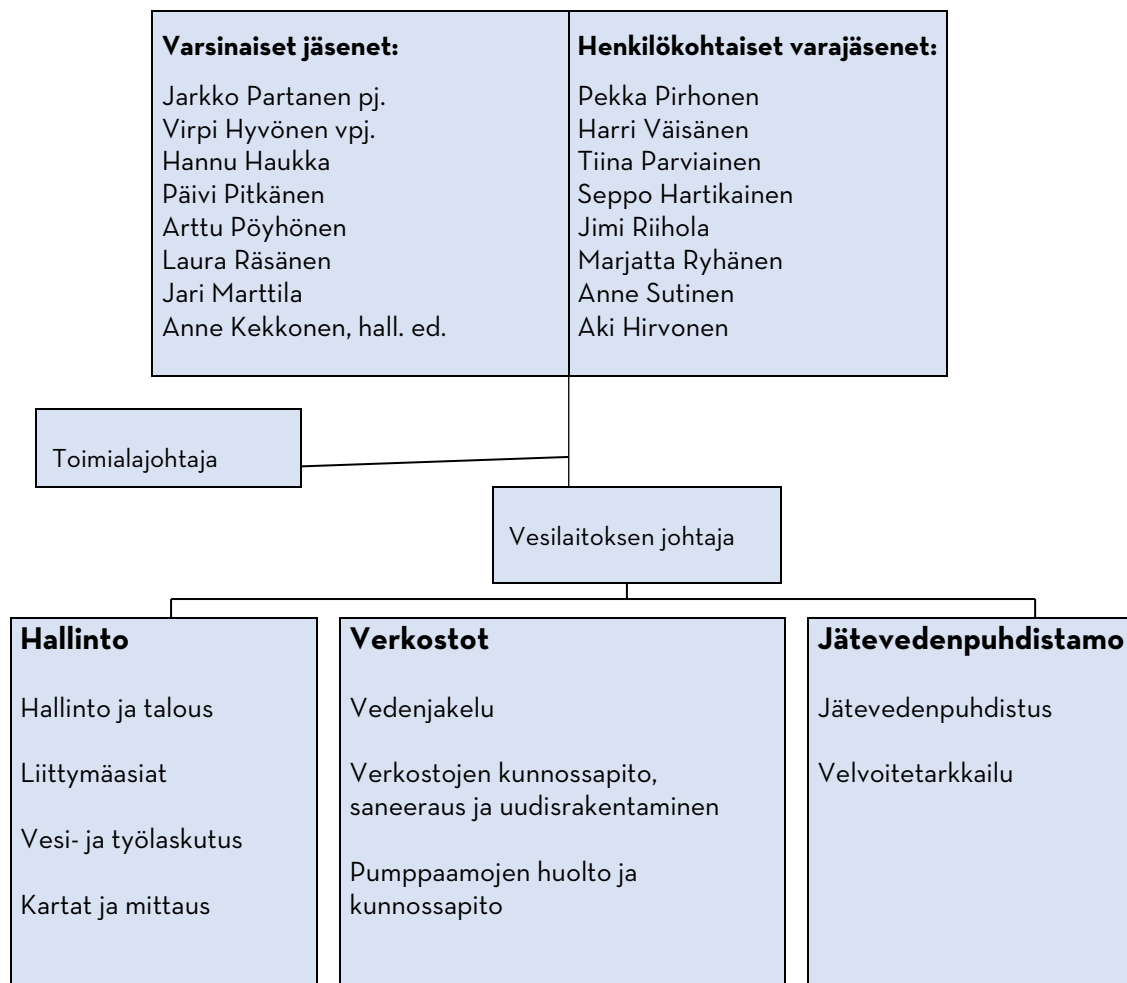 Varsinaiset jäsenet:
Jarkko Partanen pj.
Virpi Hyvönen vpj.
Hannu Haukka
Päivi Pitkänen
Arttu Pöyhönen
Laura Räsänen
Jari Marttila
Anne Kekkonen, hall. ed.
Henkilökohtaiset varajäsenet:
Pekka Pirhonen
Harri Väisänen
Tiina Parviainen
Seppo Hartikainen
Jimi Riihola
Marjatta Ryhänen
Anne Sutinen
Aki Hirvonen
Toimialajohtaja
Vesilaitoksen johtaja
Hallinto
Hallinto ja talous
Liittymäasiat
Vesi- ja työlaskutus
Kartat ja mittaus
Verkostot
Vedenjakelu
Verkostojen kunnossapito,
saneeraus ja uudisrakentaminen
Pumppaamojen huolto ja
kunnossapito
Jätevedenpuhdistamo
Jätevedenpuhdistus
Velvoitetarkkailu